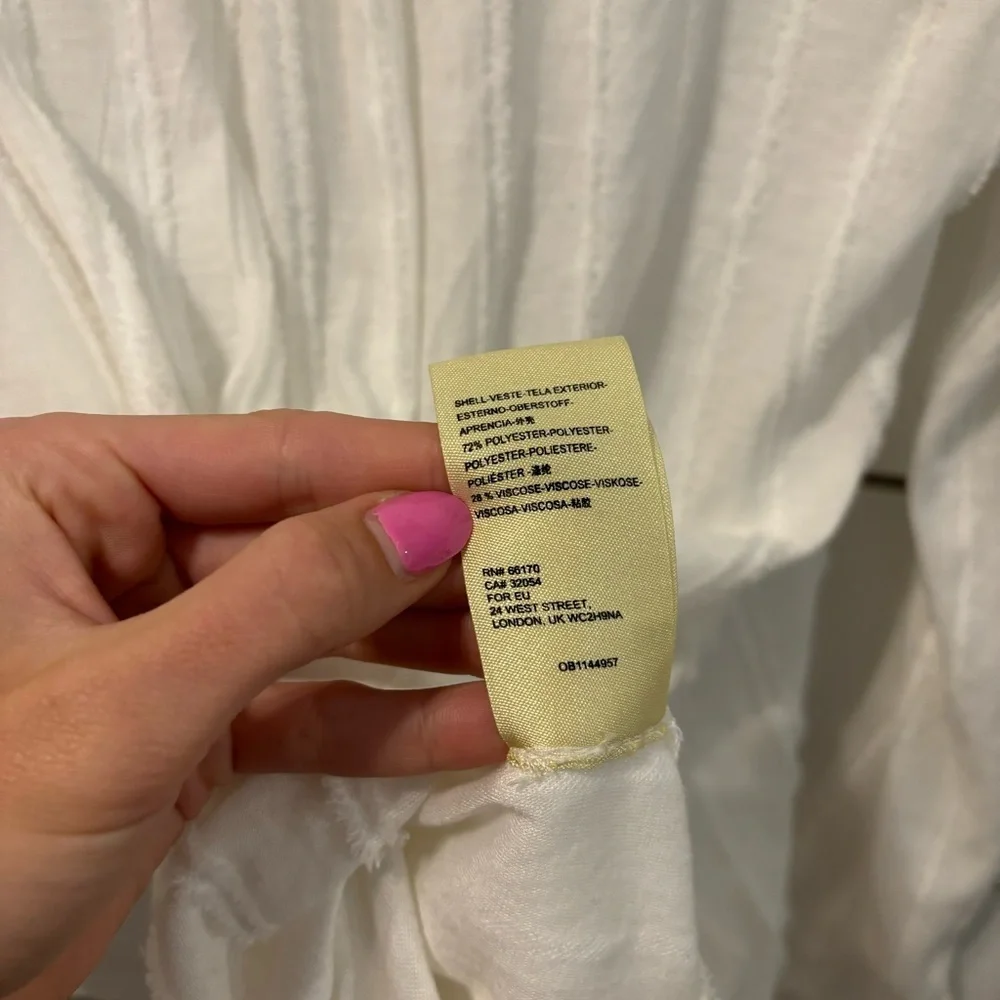 SHELL-VESTE-TELA EXTERIOR-
ESTERNO-OBERSTOFF-
APRENCIA-外壳
72% POLYESTER-POLYESTER-
POLYESTER-POLIESTERE-
POLIÉSTER -涤纶
28 % VISCOSE-VISCOSE-VISKOSE-
VISCOSA-VISCOSA-粘胶
RN# 66170
CA# 32054
FOR EU
24 WEST STREET,
LONDON, UK WC2H9NA
OB1144957